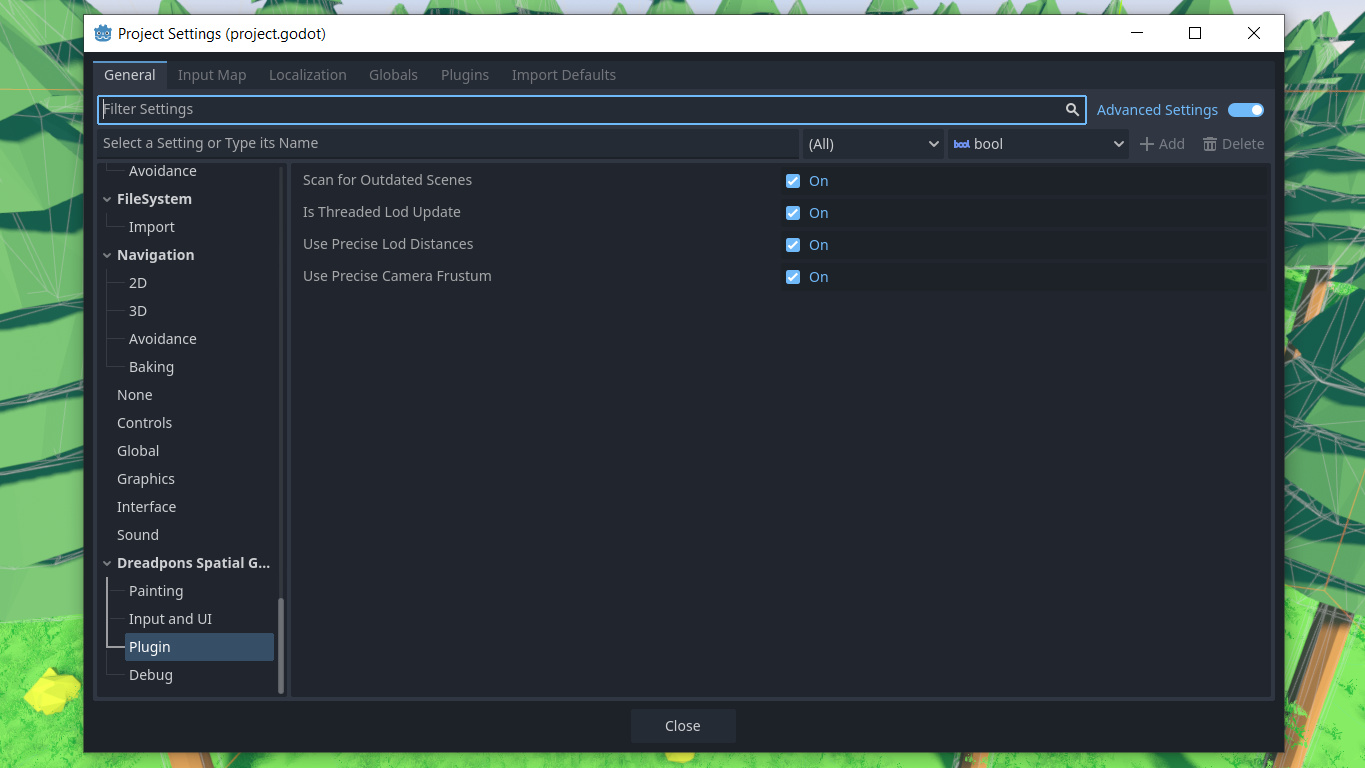 Project Settings (project.godot)
General Input Map Localization Globals Plugins Import Defaults
Filter Settings
Advanced Settings
Select a Setting or Type its Name
(All)
bool bool
Add
Delete
Avoidance
FileSystem
Import
Navigation
2D
3D
Avoidance
Baking
None
Controls
Global
Graphics
Interface
Sound
Dreadpons Spatial G...
Painting
Input and UI
Plugin
Debug
Scan for Outdated Scenes On
Is Threaded Lod Update On
Use Precise Lod Distances On
Use Precise Camera Frustum On
Close